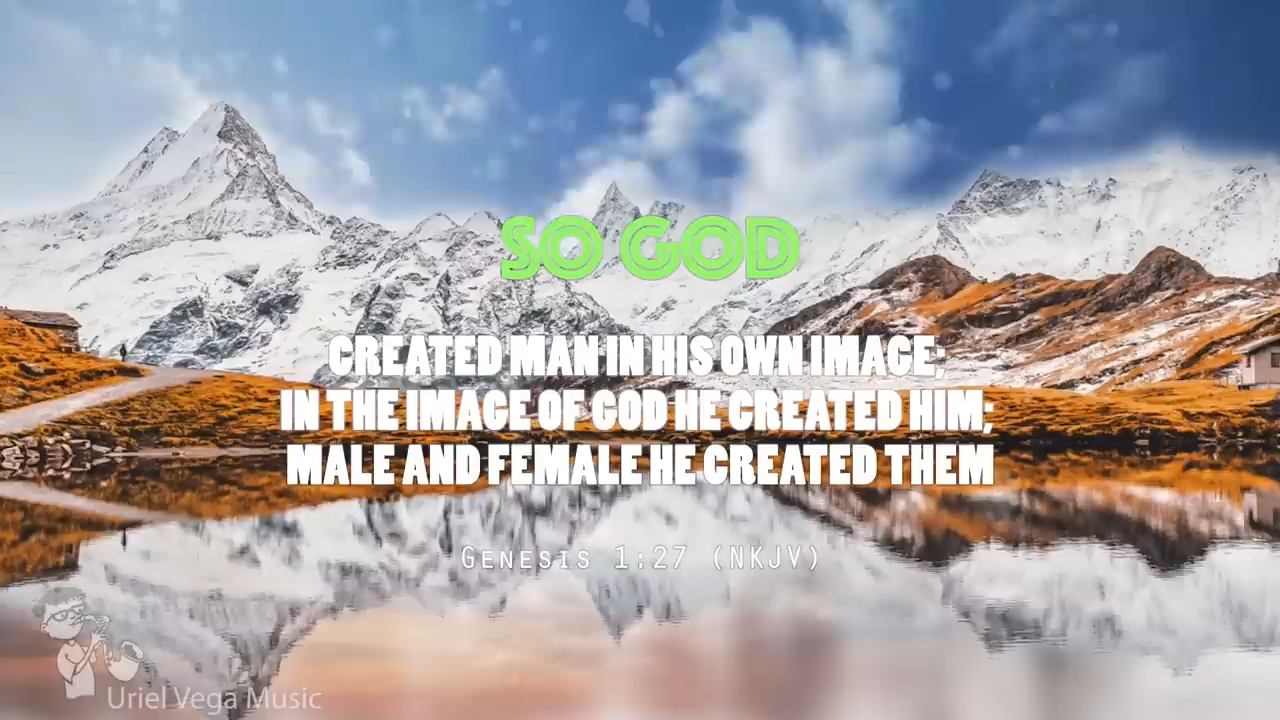 SO GOD
CREATED MAN IN HIS OWN IMAGE;
IN THE IMAGE OF GOD HE CREATED HIM;
MALE AND FEMALE HE CREATED THEM
Genesis 1:27 (NKJV)
Uriel Vega Music